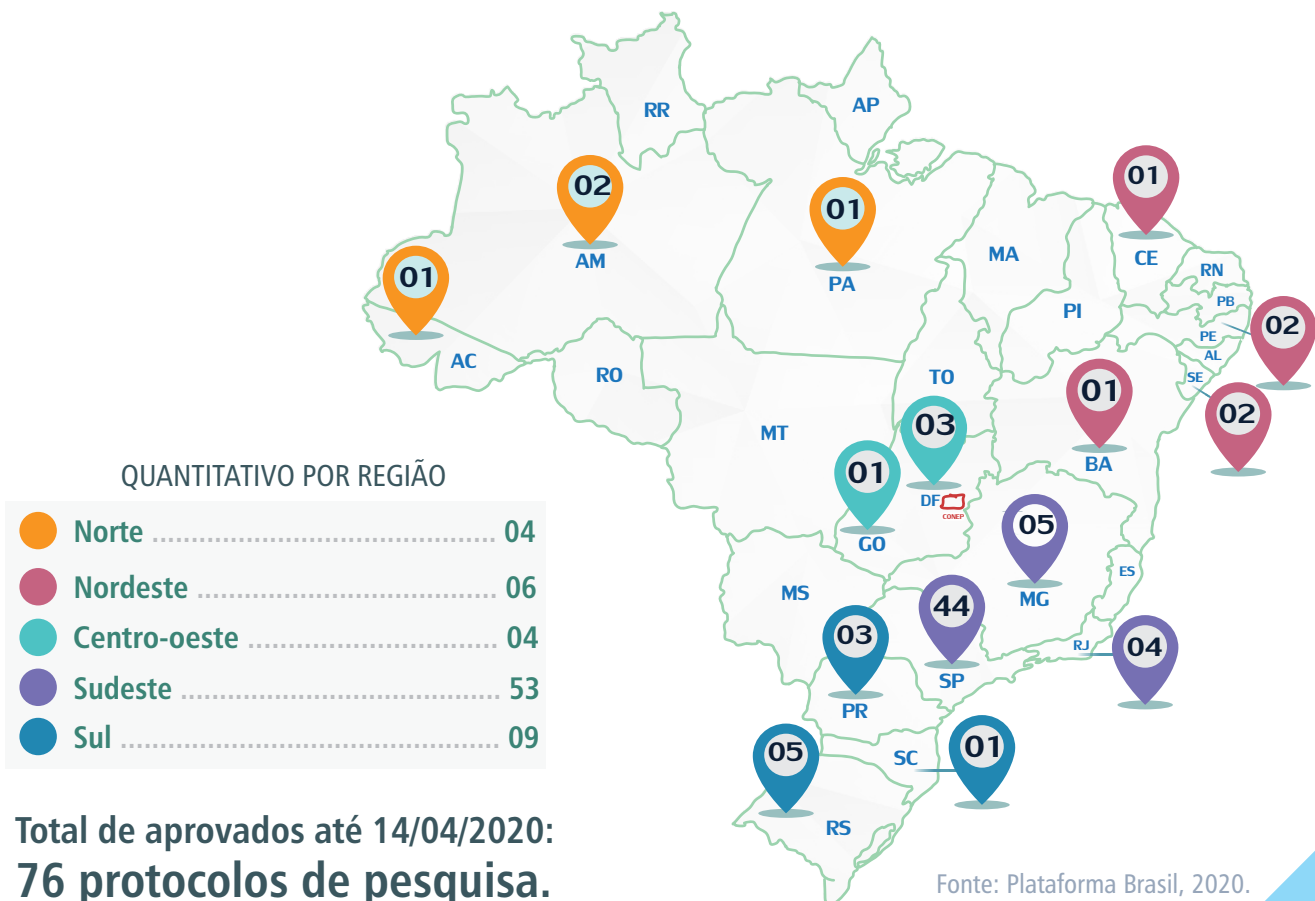 RR
AP
02
AM
01
PA
01
AC
RO
MA
PI
01
CE
RN
PB
PE
02
AL
SE
02
TO
MT
01
BA
03
DF
CONEP
01
GO
05
MG
ES
MS
44
SP
RJ
04
03
PR
SC
01
05
RS
QUANTITATIVO POR REGIÃO
Norte ........................................ 04
Nordeste ................................... 06
Centro-oeste .............................. 04
Sudeste ..................................... 53
Sul ............................................ 09
Total de aprovados até 14/04/2020:
76 protocolos de pesquisa.
Fonte: Plataforma Brasil, 2020.